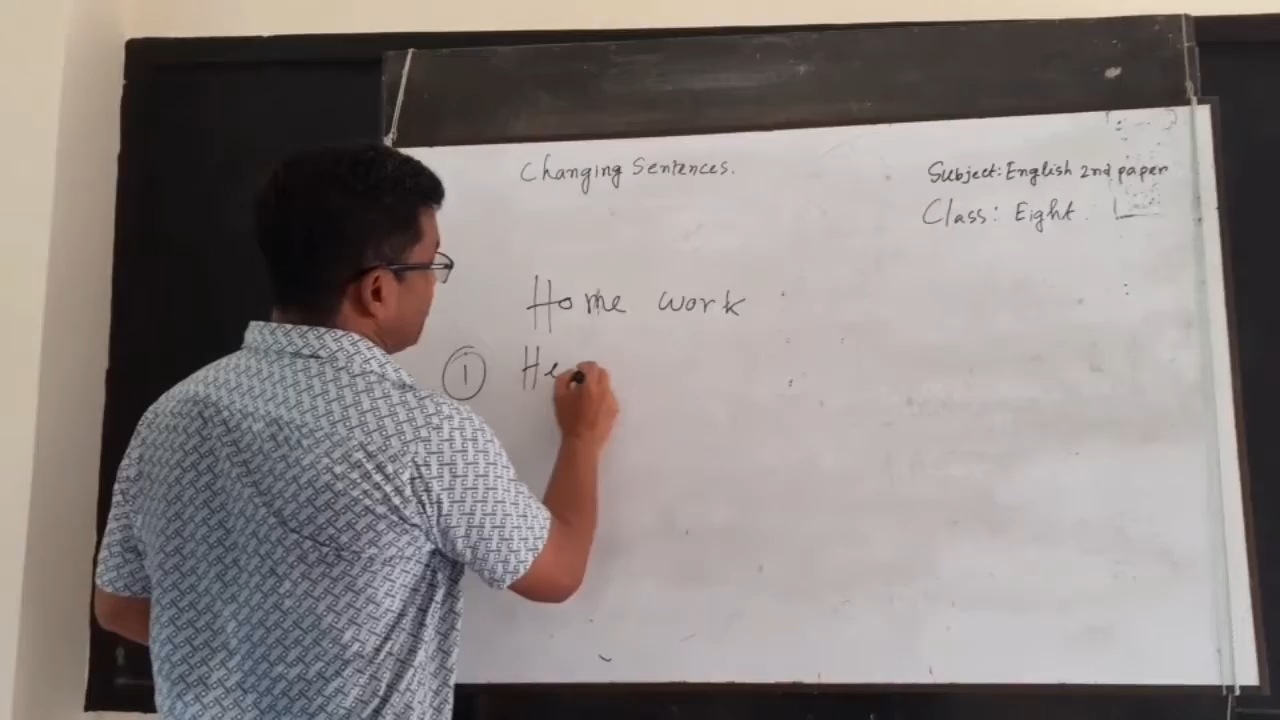 Changing Sentences.
Subject: English 2nd paper
Class: Eight.
Home work
① He